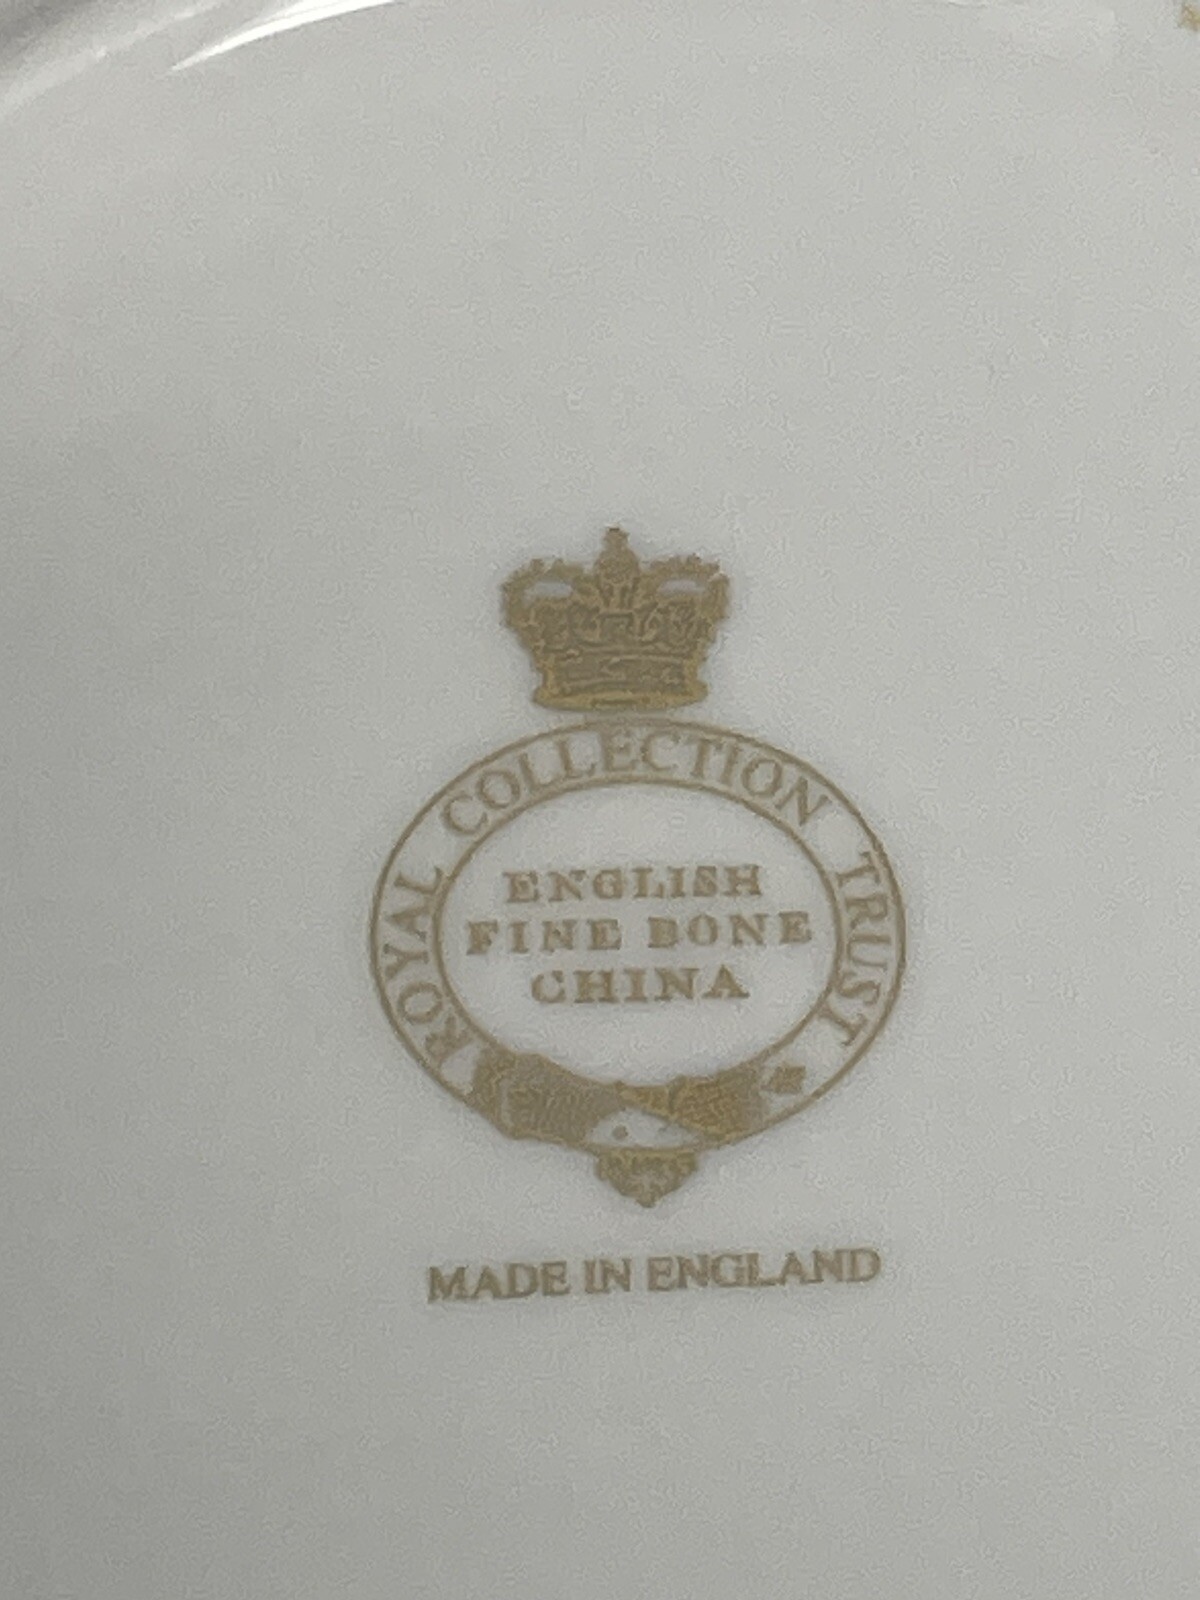 ROYAL COLLECTION TRUST
ENGLISH
FINE BONE
CHINA
MADE IN ENGLAND